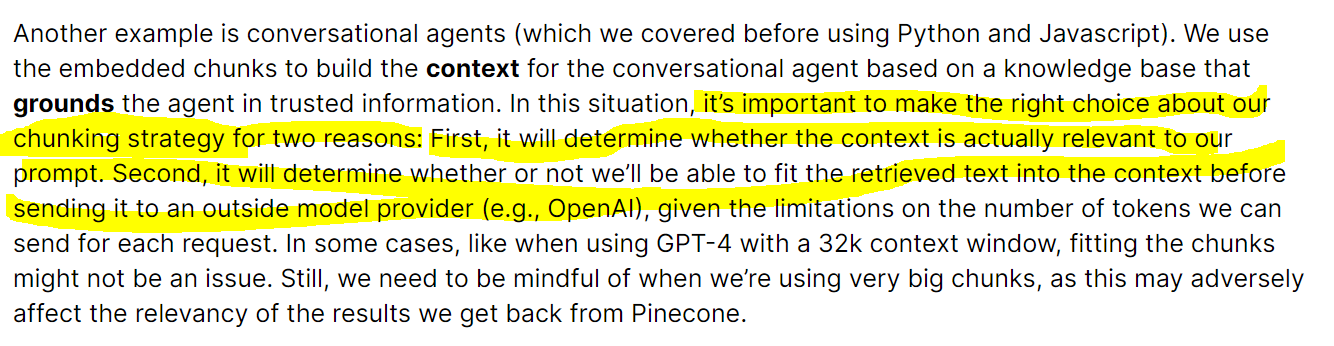 Another example is conversational agents (which we covered before using Python and Javascript). We use
the embedded chunks to build the context for the conversational agent based on a knowledge base that
grounds the agent in trusted information. In this situation, it’s important to make the right choice about our
chunking strategy for two reasons: First, it will determine whether the context is actually relevant to our
prompt. Second, it will determine whether or not we’ll be able to fit the retrieved text into the context before
sending it to an outside model provider (e.g., OpenAI), given the limitations on the number of tokens we can
send for each request. In some cases, like when using GPT-4 with a 32k context window, fitting the chunks
might not be an issue. Still, we need to be mindful of when we’re using very big chunks, as this may adversely
affect the relevancy of the results we get back from Pinecone.